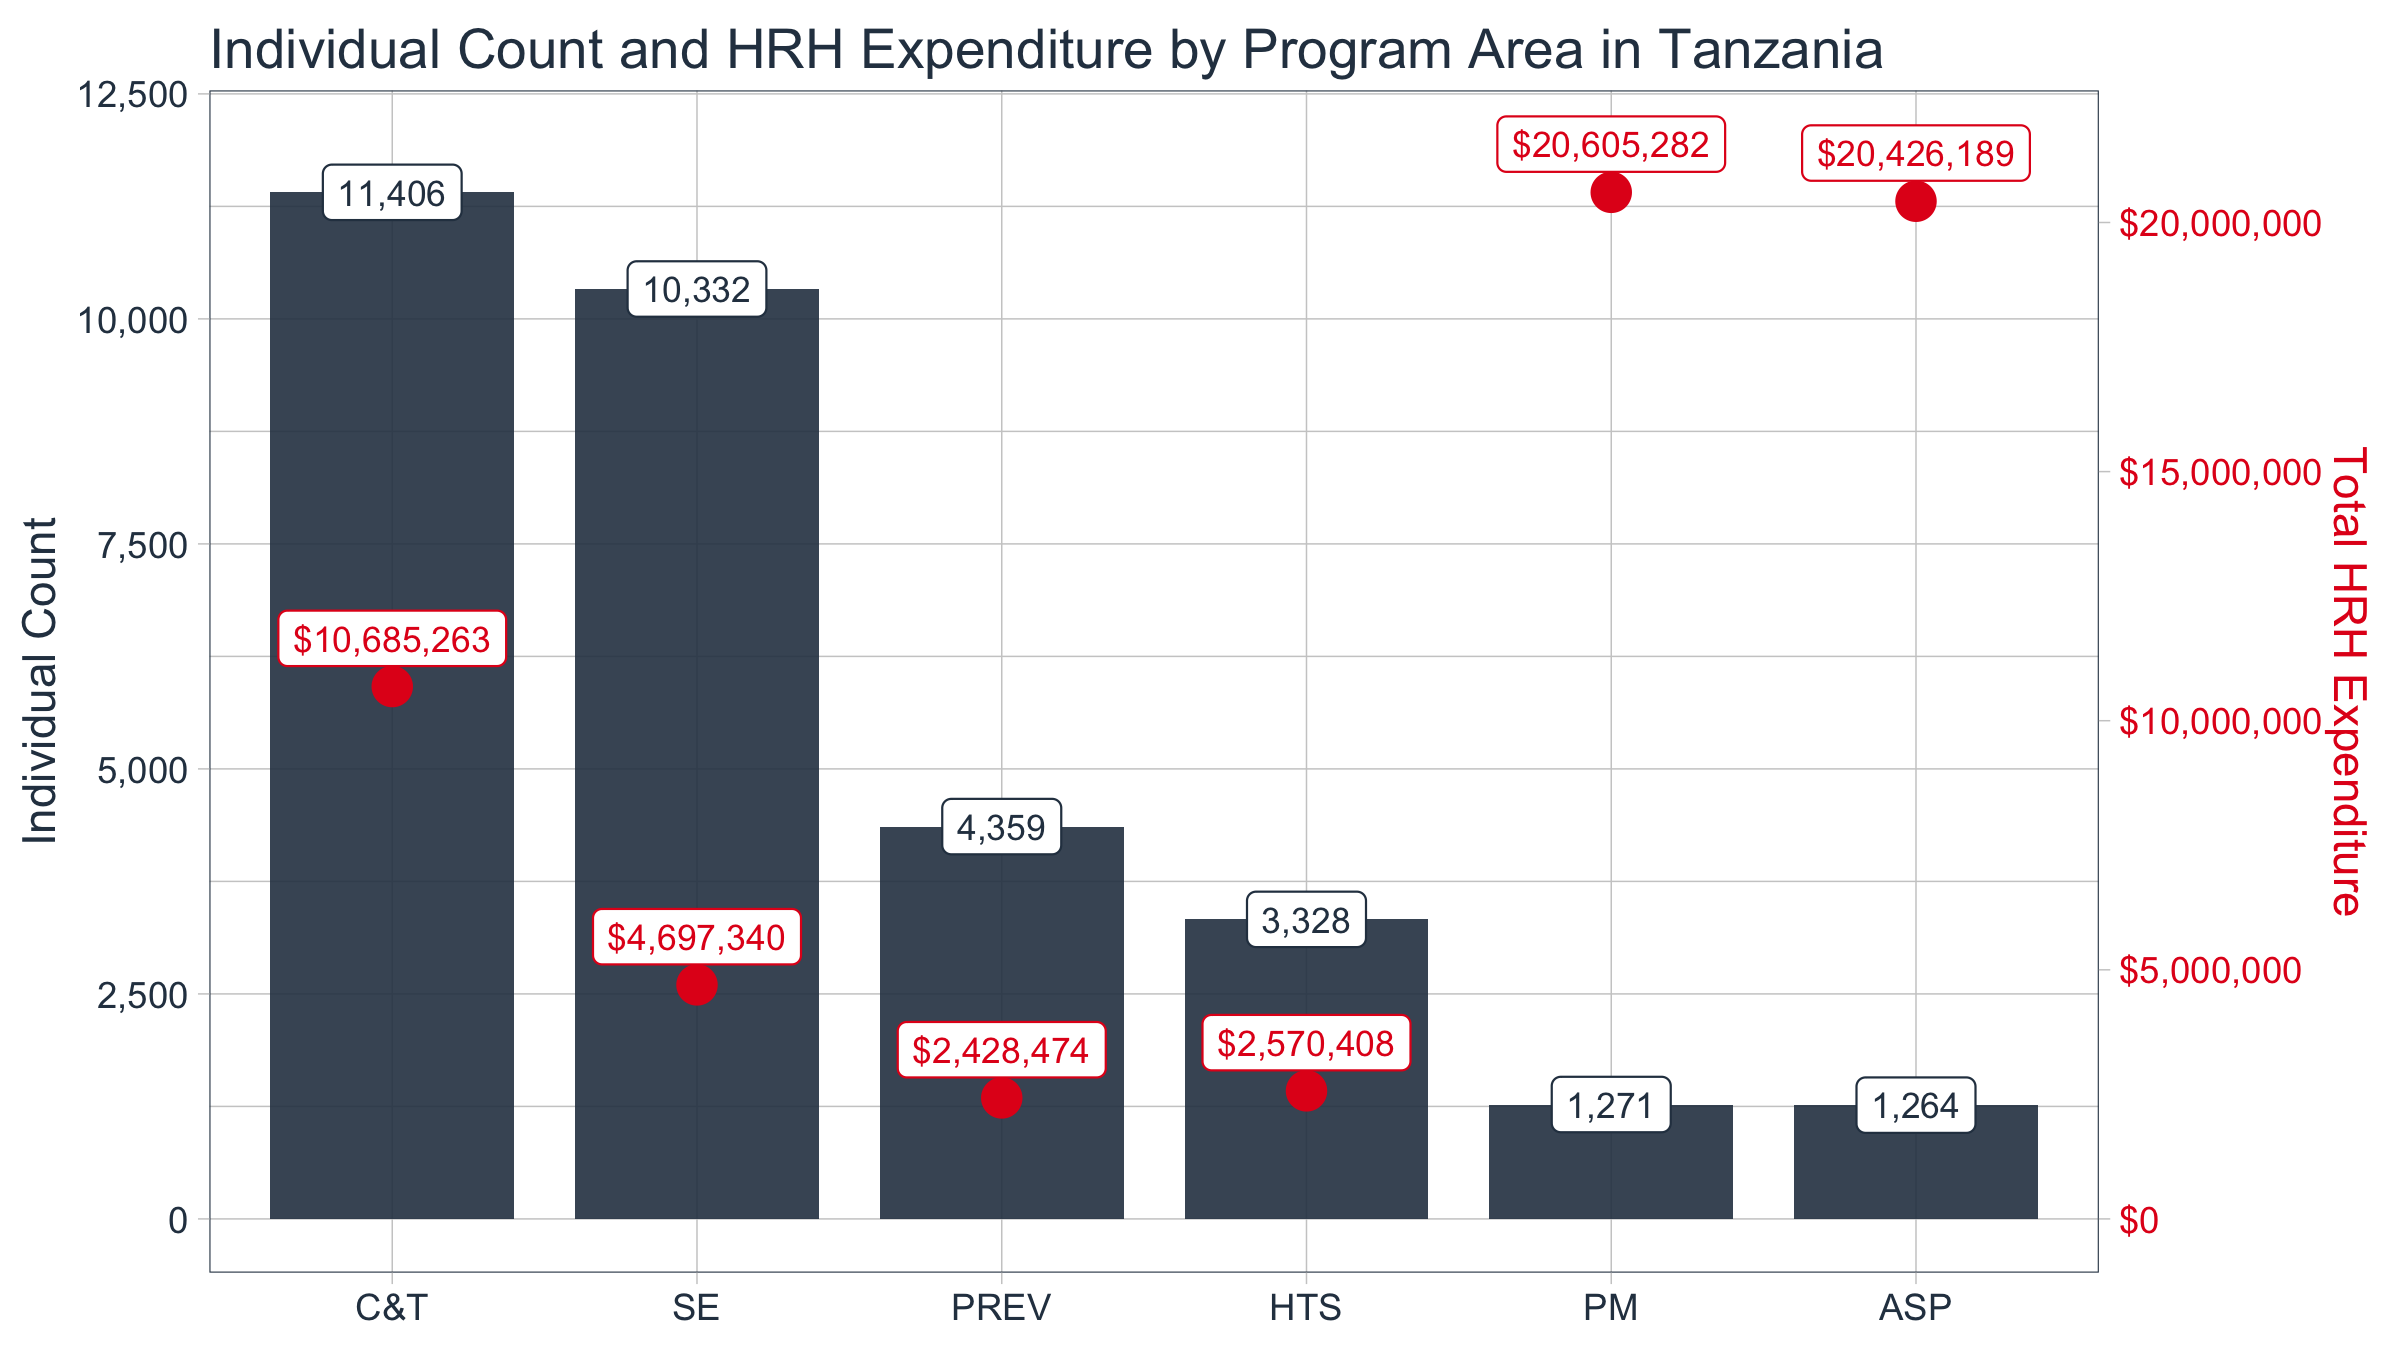 Individual Count and HRH Expenditure by Program Area in Tanzania
12,500
10,000
7,500
5,000
2,500
0
Individual Count
11,406
10,332
4,359
3,328
1,271
1,264
$10,685,263
$4,697,340
$2,428,474
$2,570,408
$20,605,282
$20,426,189
$20,000,000
$15,000,000
$10,000,000
$5,000,000
$0
Total HRH Expenditure
C&T
SE
PREV
HTS
PM
ASP